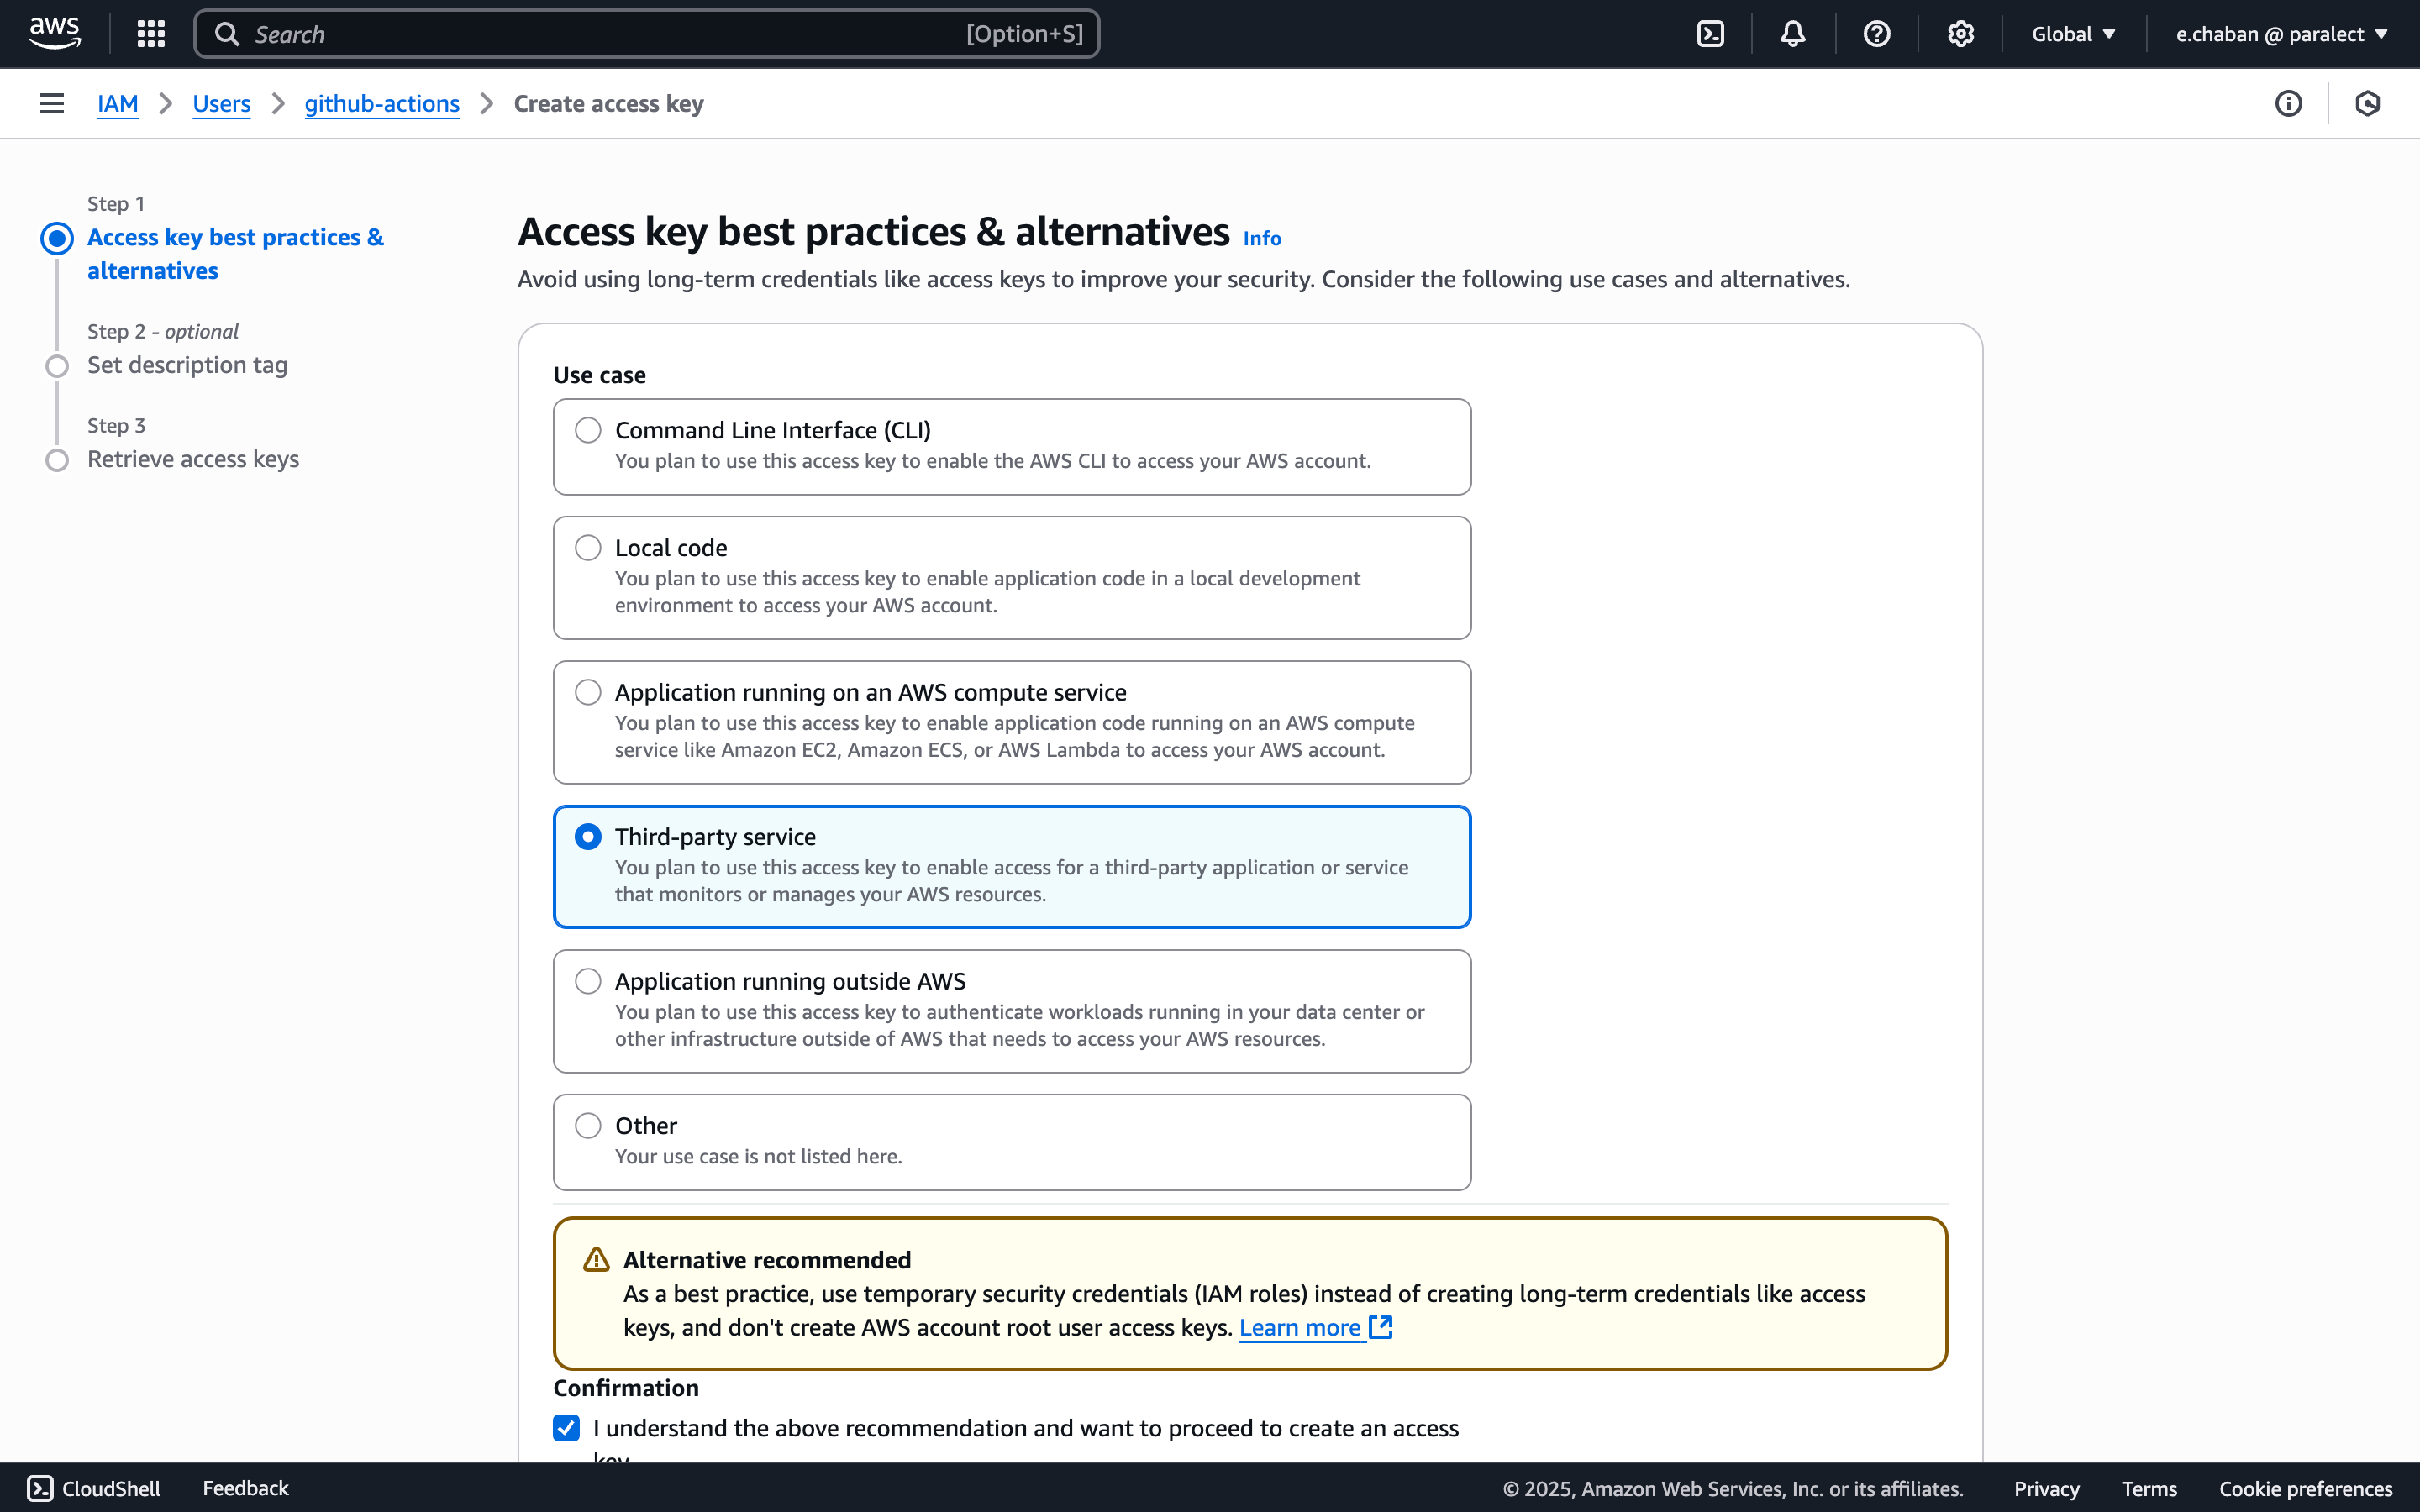 aws
Search
[Option+S]
Global
e.chaban @ paralect
IAM
Users
github-actions
Create access key
Step 1
Access key best practices &
alternatives
Step 2 - optional
Set description tag
Step 3
Retrieve access keys
Access key best practices & alternatives Info
Avoid using long-term credentials like access keys to improve your security. Consider the following use cases and alternatives.
Use case
Command Line Interface (CLI)
You plan to use this access key to enable the AWS CLI to access your AWS account.
Local code
You plan to use this access key to enable application code in a local development
environment to access your AWS account.
Application running on an AWS compute service
You plan to use this access key to enable application code running on an AWS compute
service like Amazon EC2, Amazon ECS, or AWS Lambda to access your AWS account.
Third-party service
You plan to use this access key to enable access for a third-party application or service
that monitors or manages your AWS resources.
Application running outside AWS
You plan to use this access key to authenticate workloads running in your data center or
other infrastructure outside of AWS that needs to access your AWS resources.
Other
Your use case is not listed here.
Alternative recommended
As a best practice, use temporary security credentials (IAM roles) instead of creating long-term credentials like access
keys, and don't create AWS account root user access keys. Learn more
Confirmation
I understand the above recommendation and want to proceed to create an access
key.
CloudShell
Feedback
© 2025, Amazon Web Services, Inc. or its affiliates.
Privacy
Terms
Cookie preferences